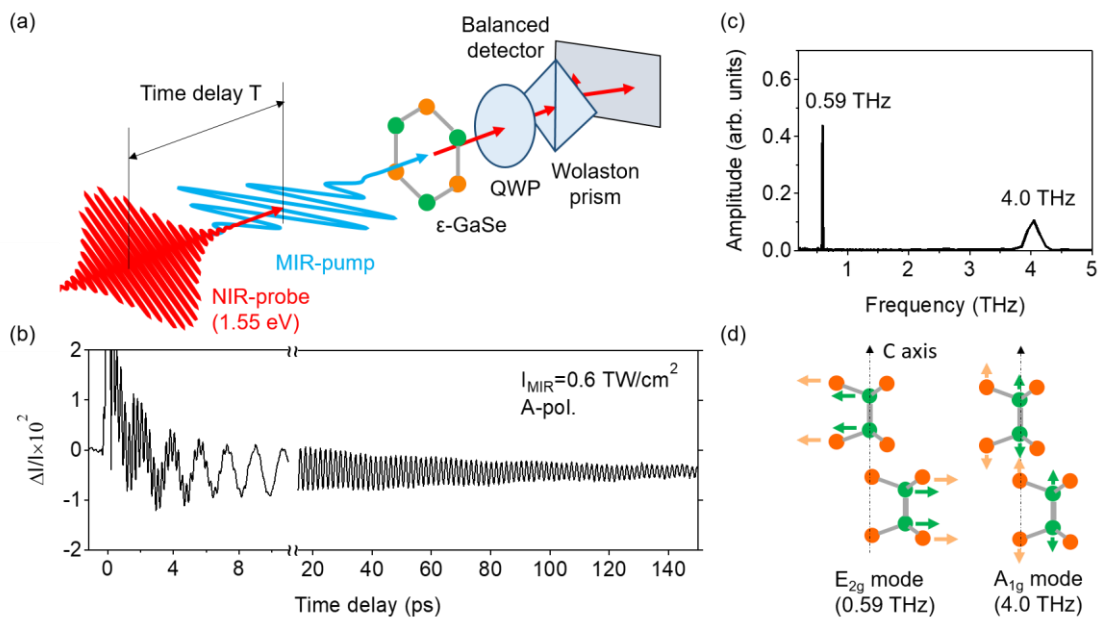 (a)
Time delay T
Balanced
detector
QWP
Wolaston
prism
ε-GaSe
MIR-pump
NIR-probe
(1.55 eV)
(b)
ΔI/I×10²
2
1
0
-1
-2
I_MIR=0.6 TW/cm²
A-pol.
0 4 8 20 40 60 80 100 120 140
Time delay (ps)
(c)
Amplitude (arb. units)
0.6
0.4
0.2
0.0
0.59 THz
4.0 THz
1 2 3 4 5
Frequency (THz)
(d)
C axis
E₂g mode
(0.59 THz)
A₁g mode
(4.0 THz)